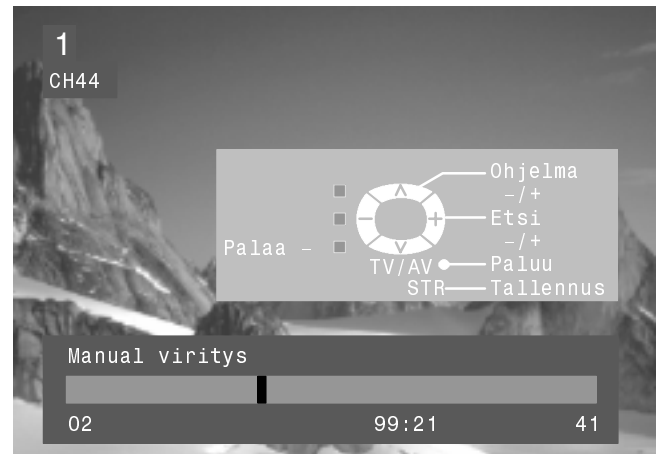 1
CH44
Ohjelma
-/+
Etsi
-/+
Palaa -
TV/AV Paluu
STR Tallennus
Manual viritys
02 99:21 41